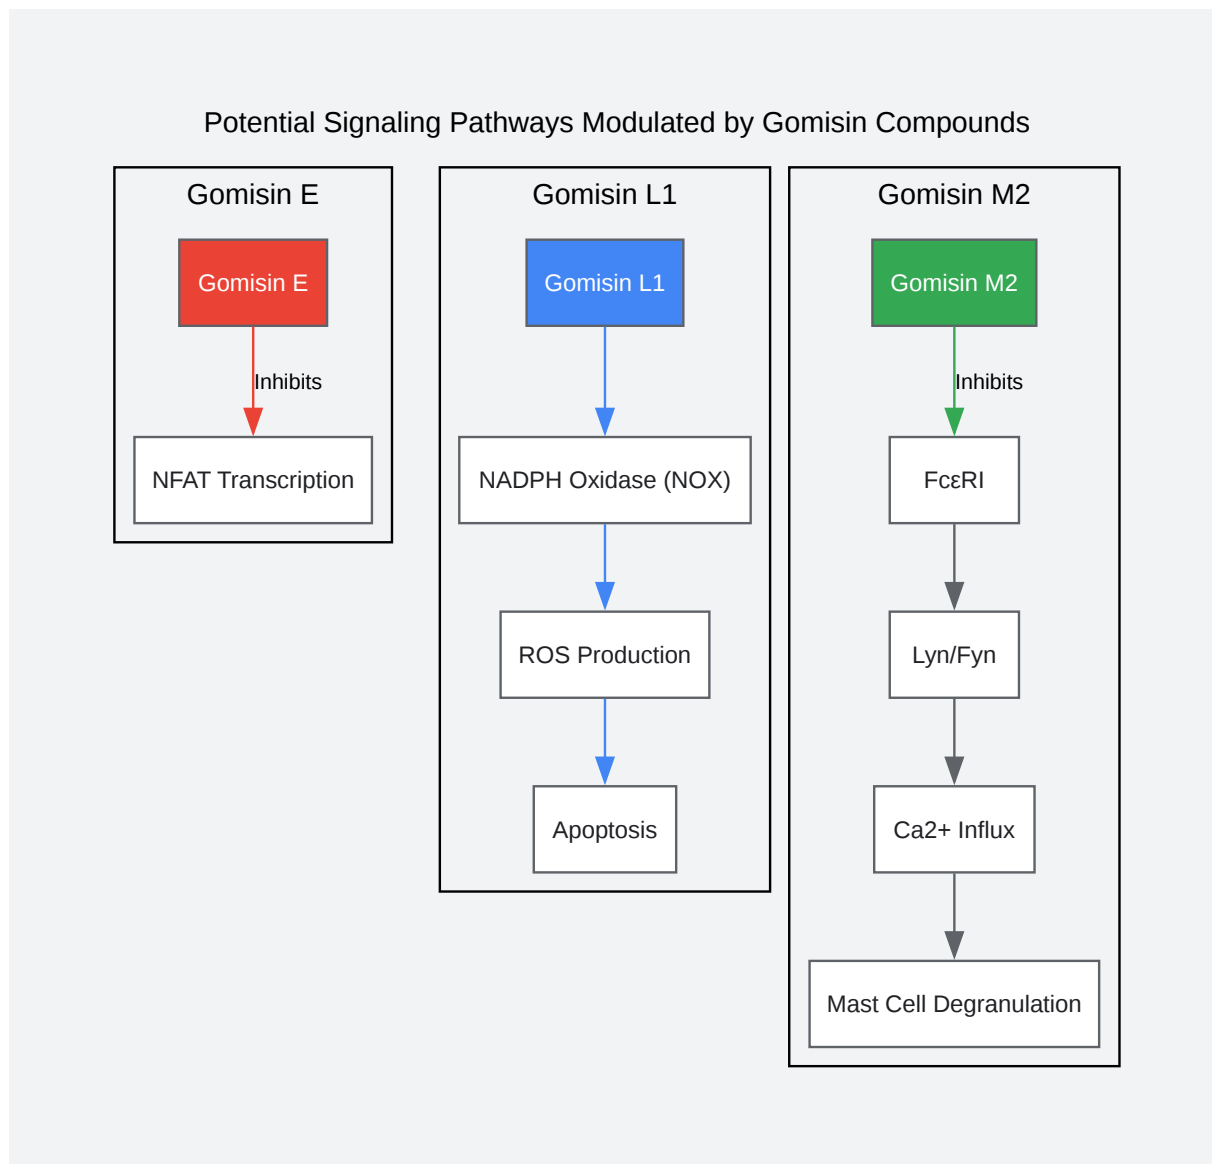 Potential Signaling Pathways Modulated by Gomisin Compounds
Gomisin E
Gomisin E
Inhibits
NFAT Transcription
Gomisin L1
Gomisin L1
NADPH Oxidase (NOX)
ROS Production
Apoptosis
Gomisin M2
Gomisin M2
Inhibits
FcεRI
Lyn/Fyn
Ca2+ Influx
Mast Cell Degranulation